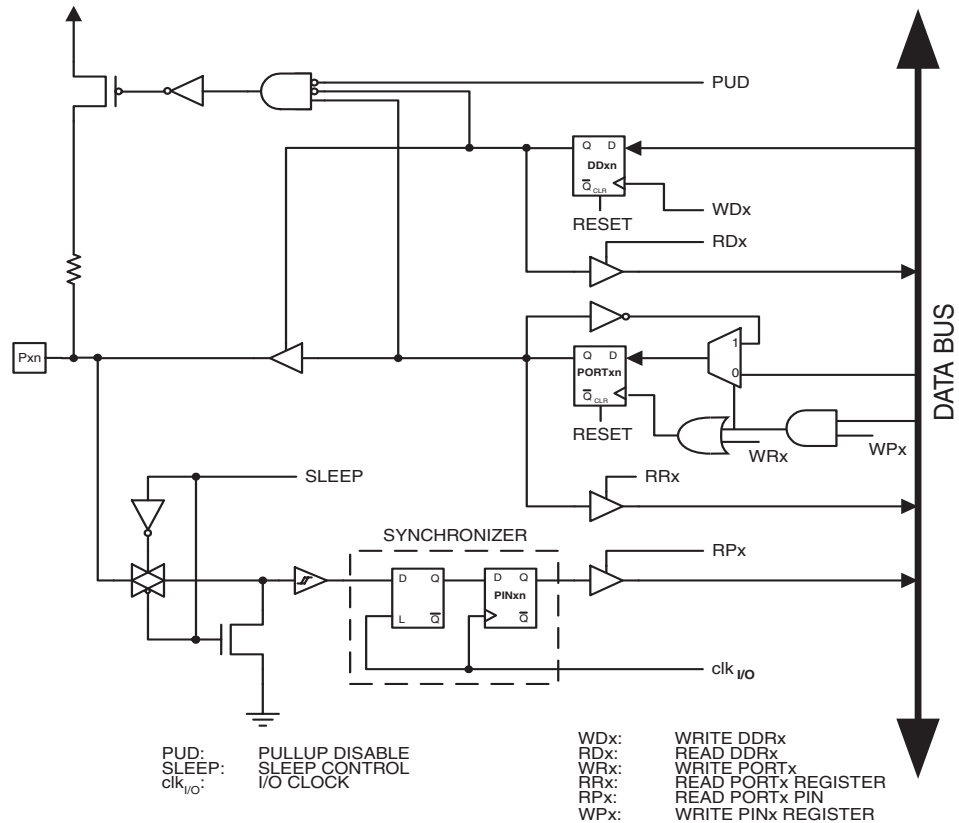 PUD
Q D
DDxn
Q CLR
WDx
RESET
RDx
Pxn
1
Q D
0
PORTxn
Q CLR
RESET
WRx
WPx
SLEEP
RRx
SYNCHRONIZER
RPx
D Q
D Q
PINxn
L Q
Q
clk I/O
DATA BUS
PUD: PULLUP DISABLE
SLEEP: SLEEP CONTROL
clkI/O: I/O CLOCK
WDx: WRITE DDRx
RDx: READ DDRx
WRx: WRITE PORTx
RRx: READ PORTx REGISTER
RPx: READ PORTx PIN
WPx: WRITE PINx REGISTER